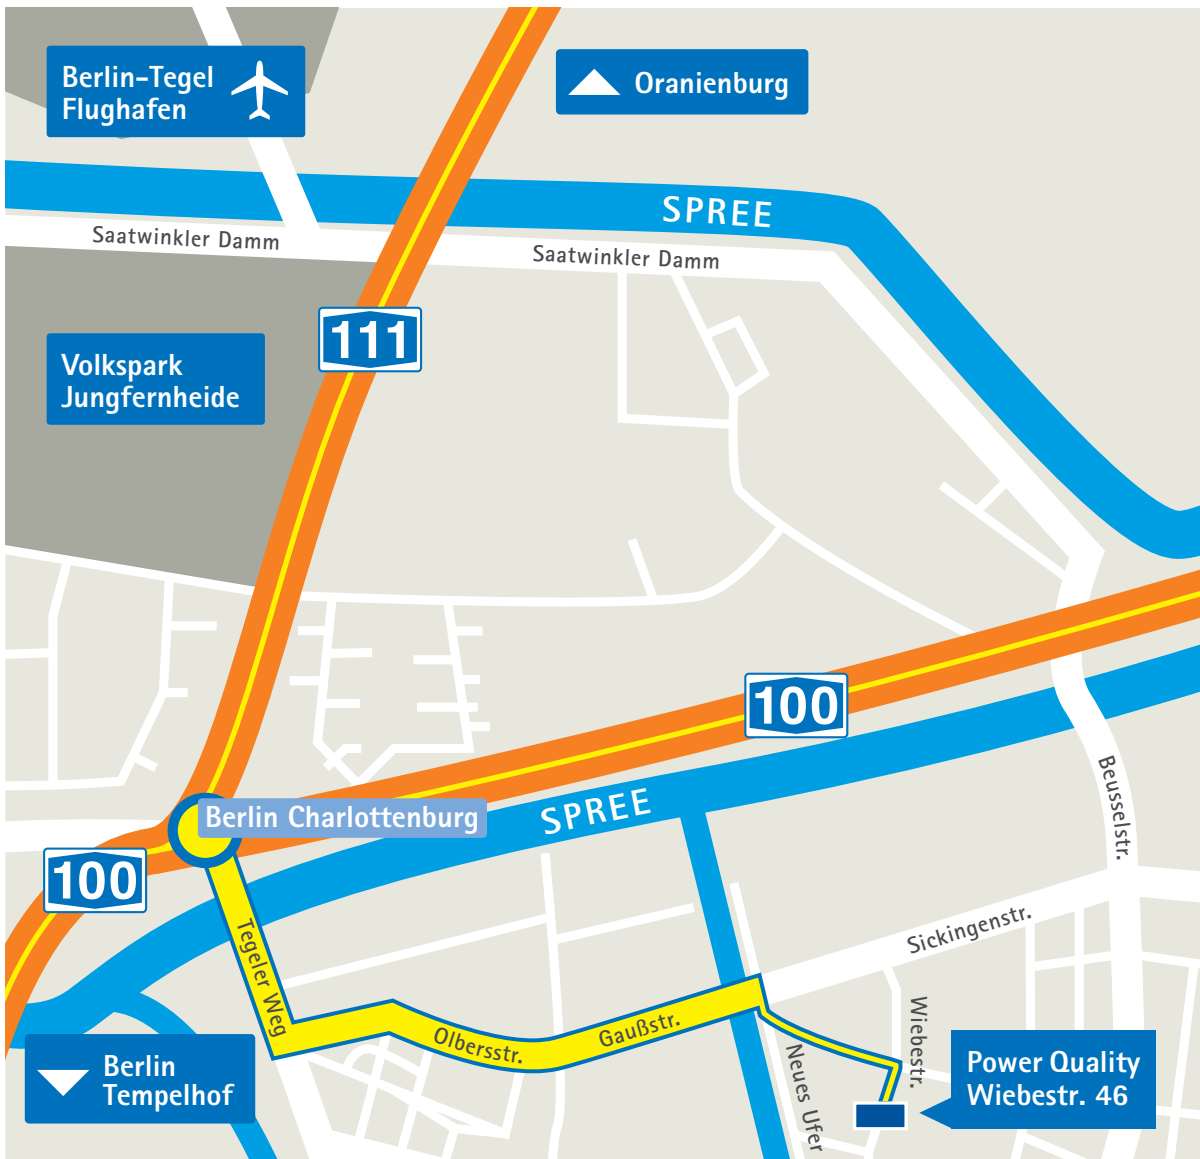 Berlin-Tegel
Flughafen
Oranienburg
SPREE
Saatwinkler Damm
Saatwinkler Damm
111
Volkspark
Jungfernheide
100
Beusselstr.
Berlin Charlottenburg
SPREE
100
Sickingenstr.
Tegeler Weg
Olbersstr.
Gaußstr.
Wiebestr.
Neues Ufer
Berlin
Tempelhof
Power Quality
Wiebestr. 46